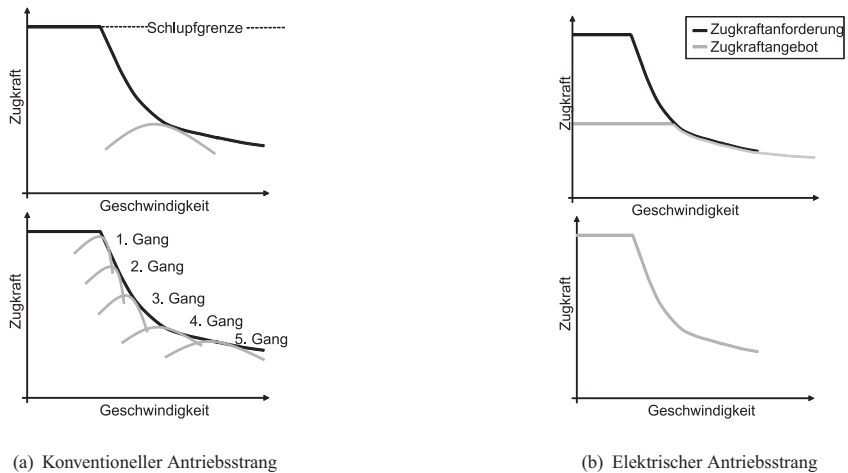 Schlupfgrenze
Zugkraft
Geschwindigkeit
1. Gang
2. Gang
3. Gang
4. Gang
5. Gang
Zugkraft
Geschwindigkeit
(a) Konventioneller Antriebsstrang
Zugkraftanforderung
Zugkraftangebot
Zugkraft
Geschwindigkeit
Zugkraft
Geschwindigkeit
(b) Elektrischer Antriebsstrang